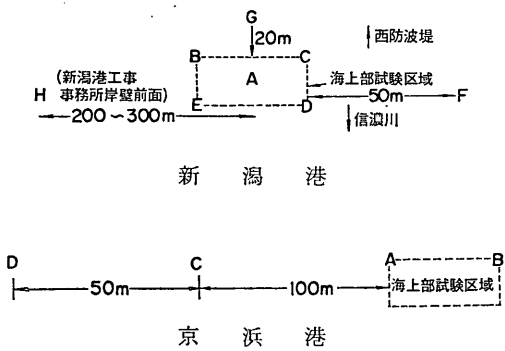 G
20m
西防波堤
B
C
A
(新潟港工事
海上部試験区域
H
事務所岸壁前面)
E
D
50m
F
200〜300m
信濃川
新潟港
D
C
A
B
50m
100m
海上部試験区域
京浜港